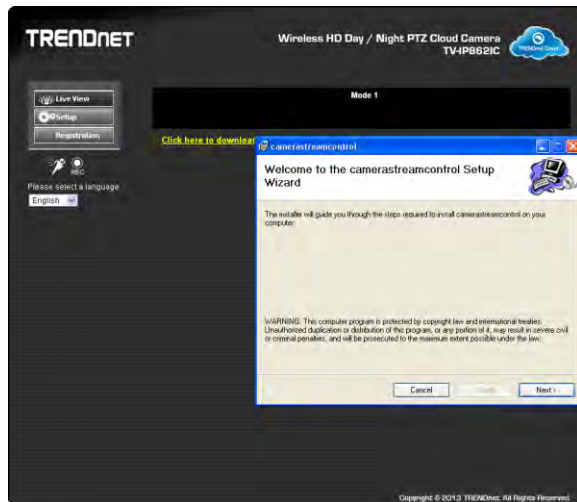 TRENDNET
Wireless HD Day / Night PTZ Cloud Camera
TV-IP862IC
TRENDnet Cloud
Live View
Setup
Registration
REC
Please select a language
English
Mode 1
Click here to download
camerastreamcontrol
Welcome to the camerastreamcontrol Setup
Wizard
The installer will guide you through the steps required to install camerastreamcontrol on your
computer.
WARNING: This computer program is protected by copyright law and international treaties.
Unauthorized duplication or distribution of this program, or any portion of it, may result in severe civil
or criminal penalties, and will be prosecuted to the maximum extent possible under the law.
Cancel
Next >
Copyright © 2013 TRENDnet. All Rights Reserved.